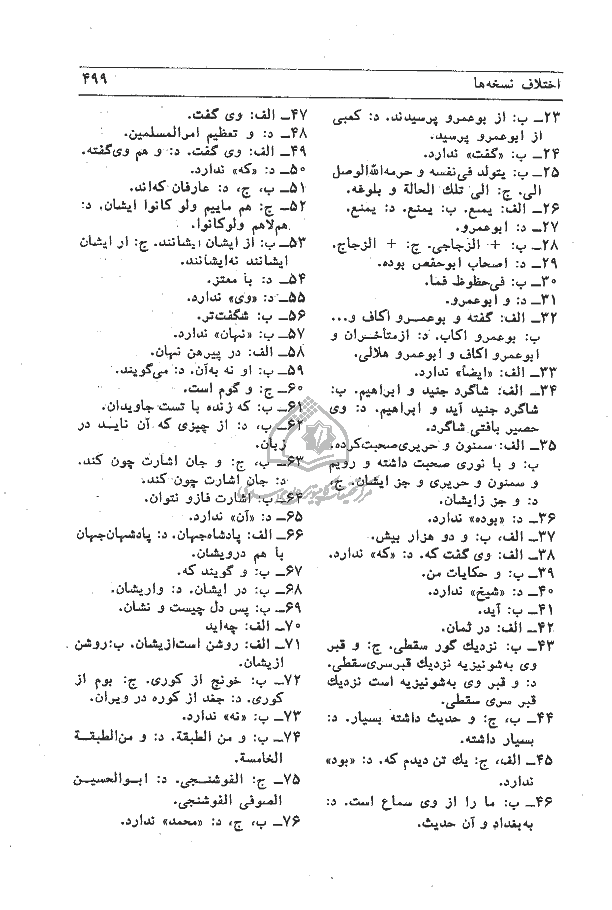 اختلاف نسخه‌ها
۴۹۹
۲۳ــ ب: از بوعمرو پرسیدند. د: کعبی
از ابوعمرو پرسید.
۲۴ــ ب: «گفت» ندارد.
۲۵ــ ب: یتولد فی‌نفسه و حرمه‌الله‌الوصل
الی. ج: الی تلك الحالة و بلوغه.
۲۶ــ الف: یمنع. ب: یمنع. د: یمنع.
۲۷ــ د: ابوعمرو.
۲۸ــ ب: + الزجاجی. ج: + الزجاج.
۲۹ــ د: اصحاب ابوحفص بوده.
۳۰ــ ب: فی‌حظوظ فما.
۳۱ــ د: و ابوعمرو.
۳۲ــ الف: گفته و بوعمرو اکاف و...
ب: بوعمرو اکاب. د: ازمتأخران و
ابوعمرو اکاف و ابوعمرو هلالی.
۳۳ــ الف: «ایضاً» ندارد.
۳۴ــ الف: شاگرد جنید و ابراهیم. ب:
شاگرد جنید آید و ابراهیم. د: وی
حصیر بافتی شاگرد.
۳۵ــ الف: سمنون و حریری‌صحبت‌کرده.
ب: و با نوری صحبت داشته و رویم
و سمنون و حریری و جز ایشان. ج،
د: و جز زایشان.
۳۶ــ د: «بوده» ندارد.
۳۷ــ الف، ب: و دو هزار بیش.
۳۸ــ الف: وی گفت که. د: «که» ندارد.
۳۹ــ ب: و حکایات من.
۴۰ــ د: «شیخ» ندارد.
۴۱ــ ب: آید.
۴۲ــ الف: در ثمان.
۴۳ــ ب: نزدیك گور سقطی. ج: و قبر
وی به‌شونیزیه نزدیك قبرسری‌سقطی.
د: و قبر وی به‌شونیزیه است نزدیك
قبر سری سقطی.
۴۴ــ ب، ج: و حدیث داشته بسیار. د:
بسیار داشته.
۴۵ــ الف، ج: یك تن دیدم که. د: «بود»
ندارد.
۴۶ــ ب: ما را از وی سماع است. د:
به‌بغداد و آن حدیث.
۴۷ــ الف: وی گفت.
۴۸ــ د: و تعظیم امرالمسلمین.
۴۹ــ الف: وی گفت. د: و هم وی‌گفته.
۵۰ــ د: «که» ندارد.
۵۱ــ ب، ج، د: عارفان که‌اند.
۵۲ــ ج: هم ماییم ولو کانوا ایشان. د:
هم‌لاهم ولوکانوا.
۵۳ــ ب: از ایشان ایشانند. ج: ار ایشان
ایشانند نه‌ایشانند.
۵۴ــ د: با معتز.
۵۵ــ د: «وی» ندارد.
۵۶ــ ب: شگفت‌تر.
۵۷ــ ب: «نهان» ندارد.
۵۸ــ الف: در پیرهن نهان.
۵۹ــ ب: او نه به‌آن. د: می‌گویند.
۶۰ــ ج: و گوم است.
۶۱ــ ب: که زنده با تست جاویدان.
۶۲ــ ب، د: از چیزی که آن ناید در
زبان.
۶۳ــ ب، ج: و جان اشارت چون کند.
د: جان اشارت چون کند.
۶۴ــ ب: اشارت فازو نتوان.
۶۵ــ د: «آن» ندارد.
۶۶ــ الف: پادشاه‌جهان. د: پادشهان‌جهان
با هم درویشان.
۶۷ــ ب: و گویند که.
۶۸ــ ب: در ایشان. د: واریشان.
۶۹ــ ب: پس دل چیست و نشان.
۷۰ــ الف: چه‌اید
۷۱ــ الف: روشن است‌ازیشان. ب:روشن
ازیشان.
۷۲ــ ب: خونج از کوری. ج: بوم از
کوری. د: جغد از کوره در ویران.
۷۳ــ ب: «نه» ندارد.
۷۴ــ ب: و من الطبقة. د: و من‌الطبقة
الخامسة.
۷۵ــ ج: الفوشنجی. د: ابوالحسین
الصوفی الفوشنجی.
۷۶ــ ب، ج، د: «محمد» ندارد.